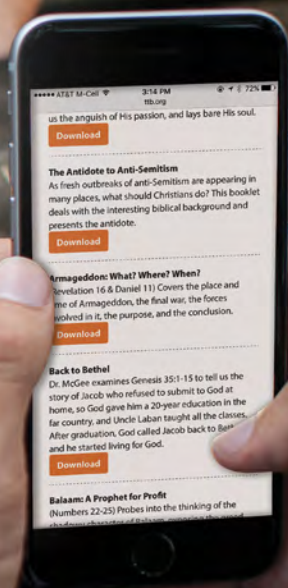 AT&T M-Cell 3:14 PM 72%
ttb.org
us the anguish of His passion, and lays bare His soul.
Download
The Antidote to Anti-Semitism
As fresh outbreaks of anti-Semitism are appearing in
many places, what should Christians do? This booklet
deals with the interesting biblical background and
presents the antidote.
Download
Armageddon: What? Where? When?
evelation 16 & Daniel 11) Covers the place and
me of Armageddon, the final war, the forces
volved in it, the purpose, and the conclusion.
Download
Back to Bethel
Dr. McGee examines Genesis 35:1-15 to tell us the
story of Jacob who refused to submit to God at
home, so God gave him a 20-year education in the
far country, and Uncle Laban taught all the classes.
After graduation, God called Jacob back to Beth
and he started living for God.
Download
Balaam: A Prophet for Profit
(Numbers 22-25) Probes into the thinking of the